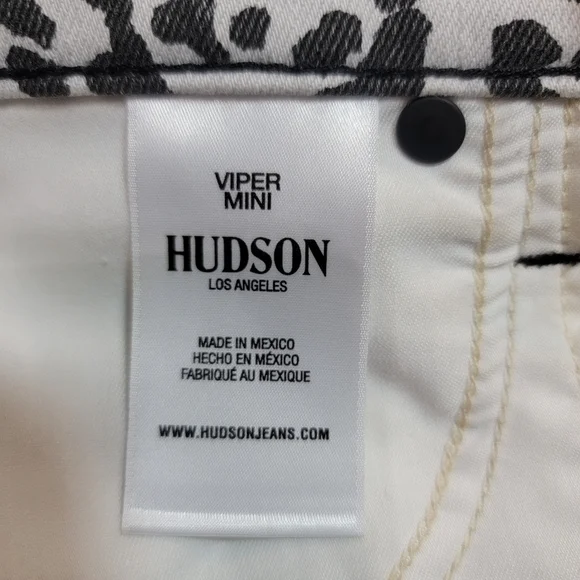 VIPER
MINI
HUDSON
LOS ANGELES
MADE IN MEXICO
HECHO EN MÉXICO
FABRIQUÉ AU MEXIQUE
WWW.HUDSONJEANS.COM